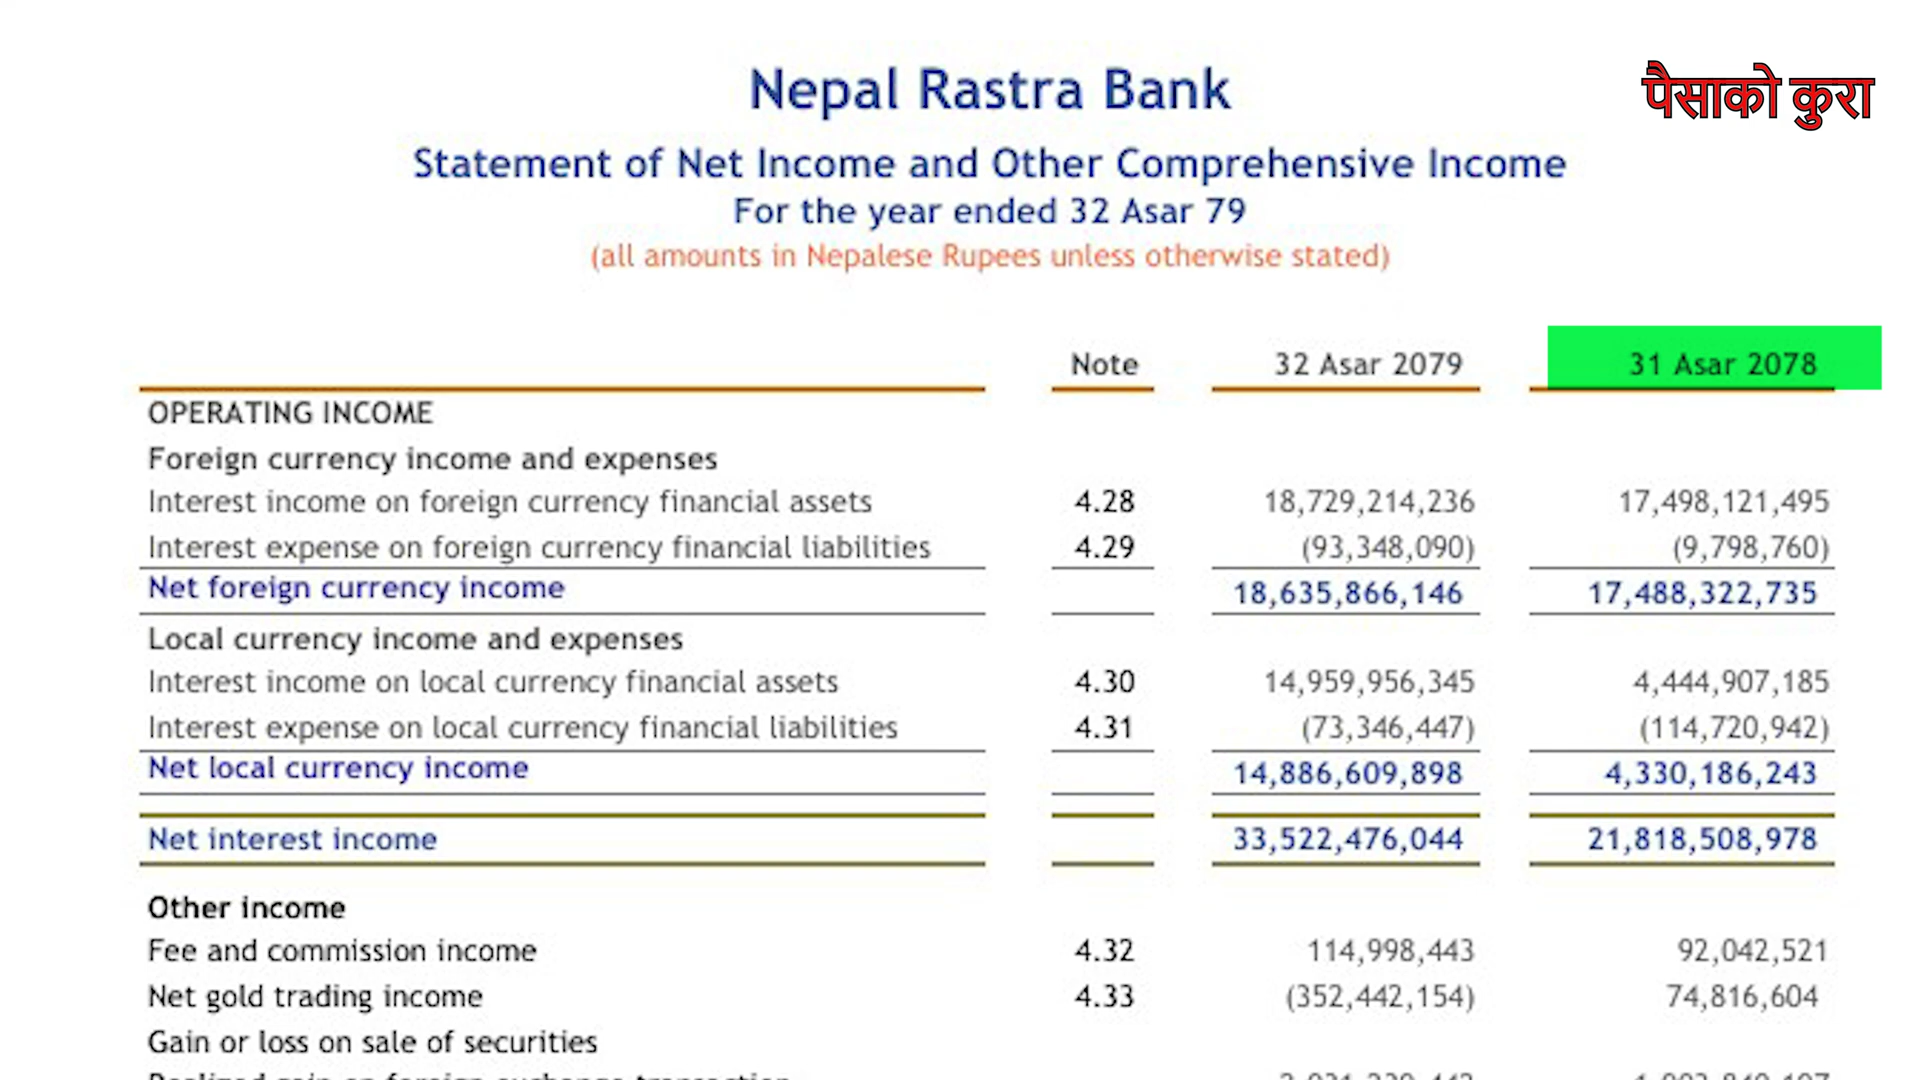 पैसाको कुरा
Nepal Rastra Bank
Statement of Net Income and Other Comprehensive Income
For the year ended 32 Asar 79
(all amounts in Nepalese Rupees unless otherwise stated)
Note 32 Asar 2079 31 Asar 2078
OPERATING INCOME
Foreign currency income and expenses
Interest income on foreign currency financial assets 4.28 18,729,214,236 17,498,121,495
Interest expense on foreign currency financial liabilities 4.29 (93,348,090) (9,798,760)
Net foreign currency income 18,635,866,146 17,488,322,735
Local currency income and expenses
Interest income on local currency financial assets 4.30 14,959,956,345 4,444,907,185
Interest expense on local currency financial liabilities 4.31 (73,346,447) (114,720,942)
Net local currency income 14,886,609,898 4,330,186,243
Net interest income 33,522,476,044 21,818,508,978
Other income
Fee and commission income 4.32 114,998,443 92,042,521
Net gold trading income 4.33 (352,442,154) 74,816,604
Gain or loss on sale of securities